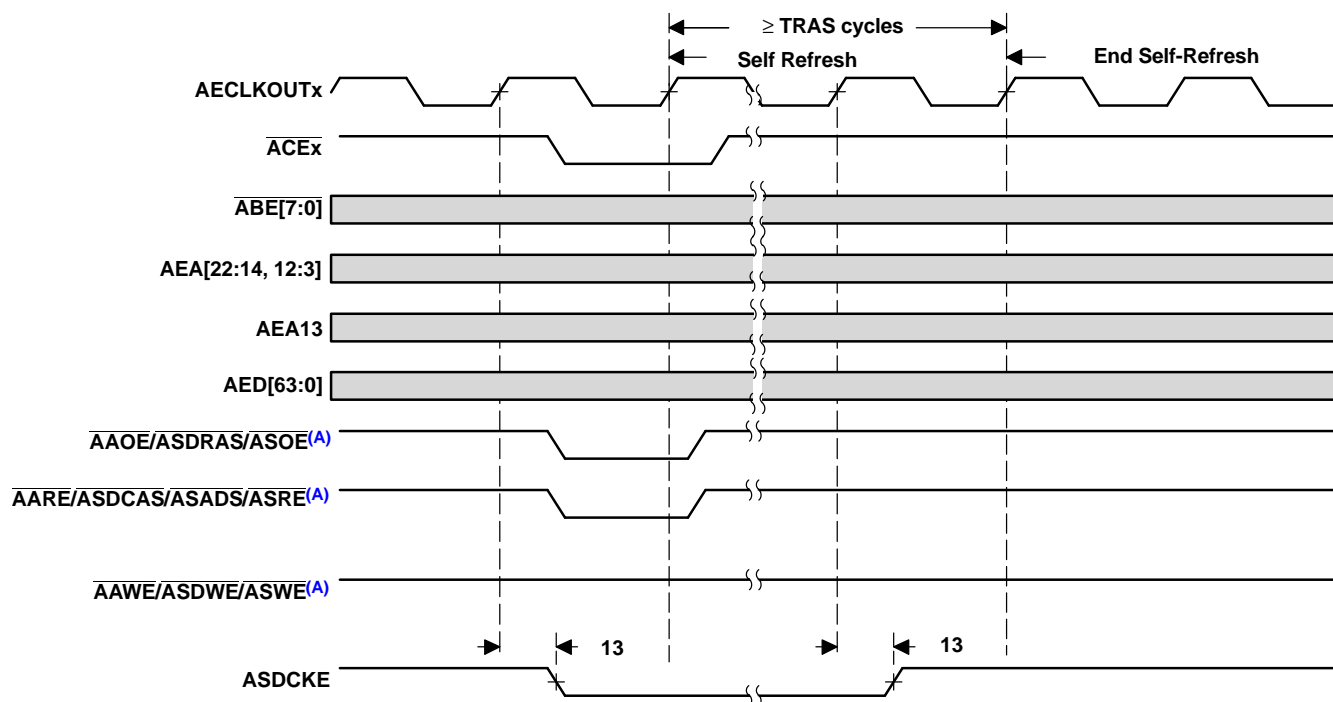 ≥ TRAS cycles
Self Refresh
End Self-Refresh
AECLKOUTx
ACEx
ABE[7:0]
AEA[22:14, 12:3]
AEA13
AED[63:0]
AAOE/ASDRAS/ASOE(A)
AARE/ASDCAS/ASADS/ASRE(A)
AAWE/ASDWE/ASWE(A)
13
13
ASDCKE